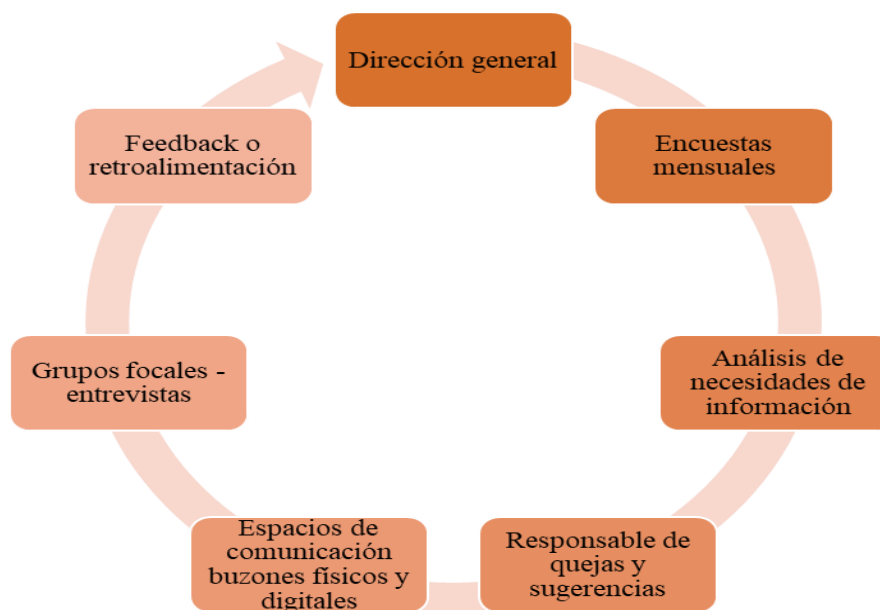 Dirección general
Encuestas
mensuales
Análisis de
necesidades de
información
Responsable de
quejas y
sugerencias
Espacios de
comunicación
buzones físicos y
digitales
Grupos focales -
entrevistas
Feedback o
retroalimentación